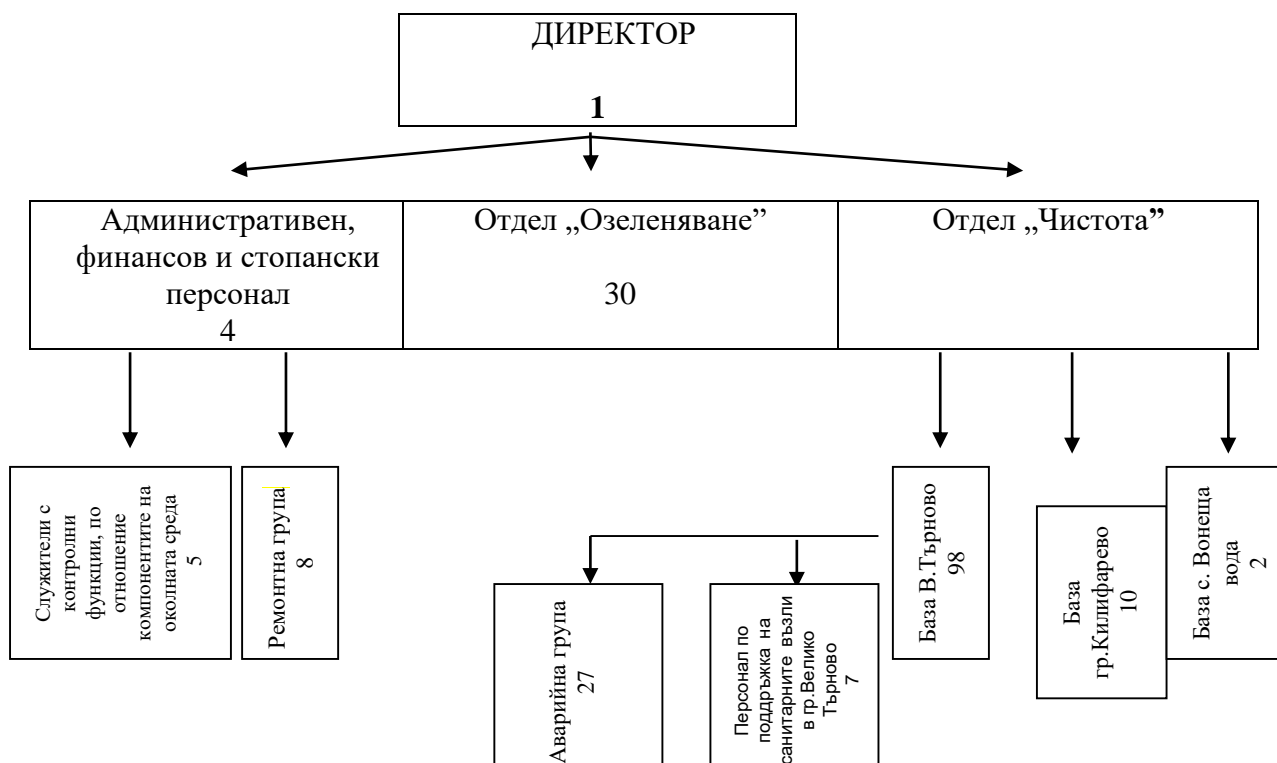 ДИРЕКТОР
1
Административен,
финансов и стопански
персонал
4
Отдел „Озеленяване”
30
Отдел „Чистота”
Служители с
контролни
функции, по
отношение
компонентите на
околната среда
5
Ремонтна група
8
Аварийна група
27
Персонал по
поддръжка на
санитарните възли
в гр.Велико
Търново
7
База В.Търново
98
База
гр.Килифарево
10
База с. Вонеща
вода
2